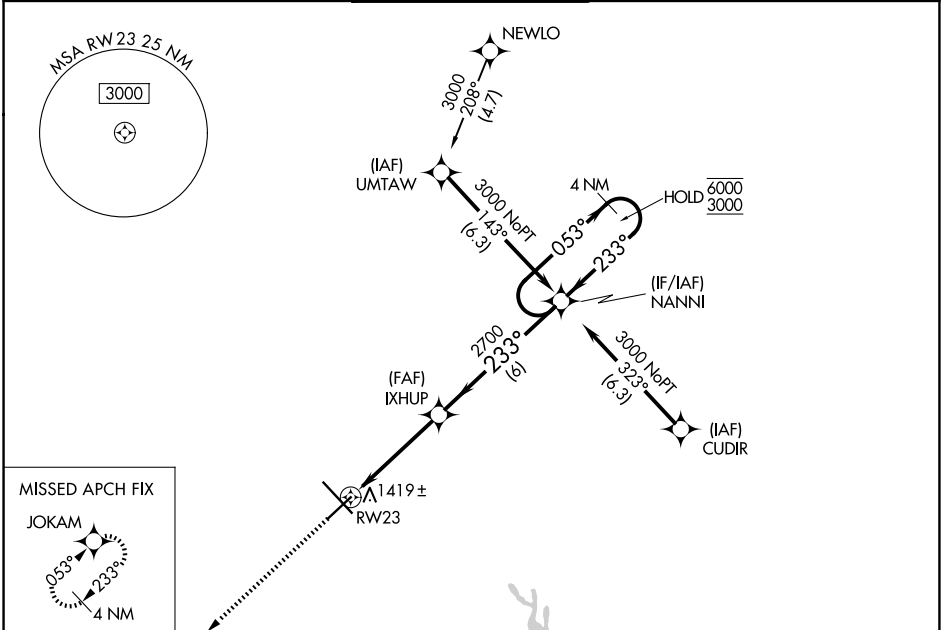 MSA RW 23 25 NM
3000
NEWLO
3000
208°
(4.7)
(IAF)
UMTAW
3000 NoPT
143°
(6.3)
4 NM
HOLD 6000
3000
053°
233°
(IF/IAF)
NANNI
2700
233°
(6)
(FAF)
IXHUP
3000 NoPT
323°
(6.3)
(IAF)
CUDIR
1419±
RW23
MISSED APCH FIX
JOKAM
053°
233°
4 NM